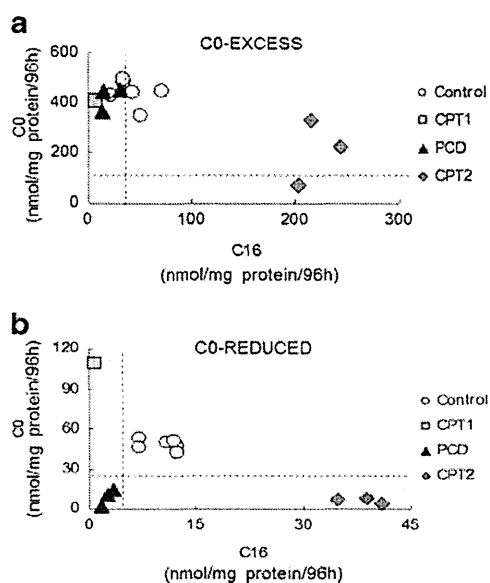 a
C0-EXCESS
C0
(nmol/mg protein/96h)
600
400
200
0
0
100
200
300
C16
(nmol/mg protein/96h)
Control
CPT1
PCD
CPT2
b
C0-REDUCED
C0
(nmol/mg protein/96h)
120
90
60
30
0
0
15
30
45
C16
(nmol/mg protein/96h)
Control
CPT1
PCD
CPT2